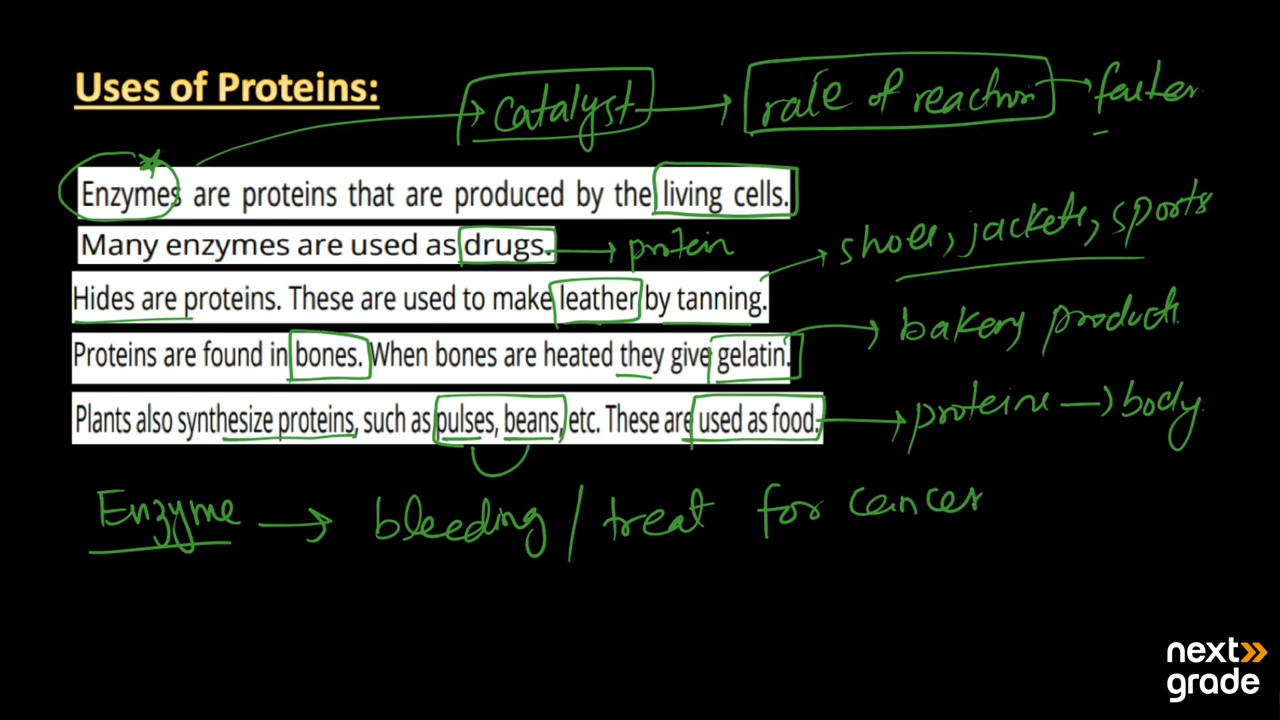 Uses of Proteins:
catalyst → rate of reaction → faster
Enzymes are proteins that are produced by the living cells.
Many enzymes are used as drugs. → protein
shoes, jackets, sports
Hides are proteins. These are used to make leather by tanning.
bakery product
Proteins are found in bones. When bones are heated they give gelatin.
Plants also synthesize proteins, such as pulses, beans, etc. These are used as food. → proteins → body
Enzyme → bleeding / treat for cancer
next
grade